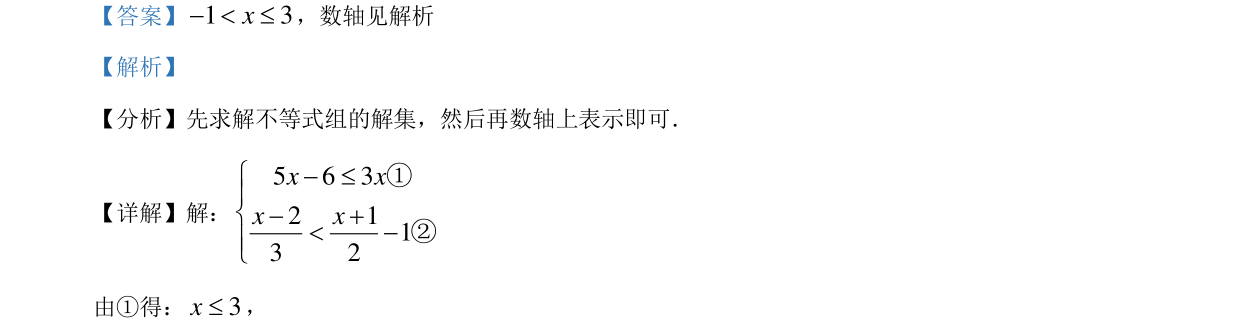 【答案】−1< x ≤ 3，数轴见解析
【解析】
【分析】先求解不等式组的解集，然后再数轴上表示即可．
【详解】解：{ 5x − 6 ≤ 3x①
(x−2)/3 < (x+1)/2 −1②
由①得：x ≤ 3，